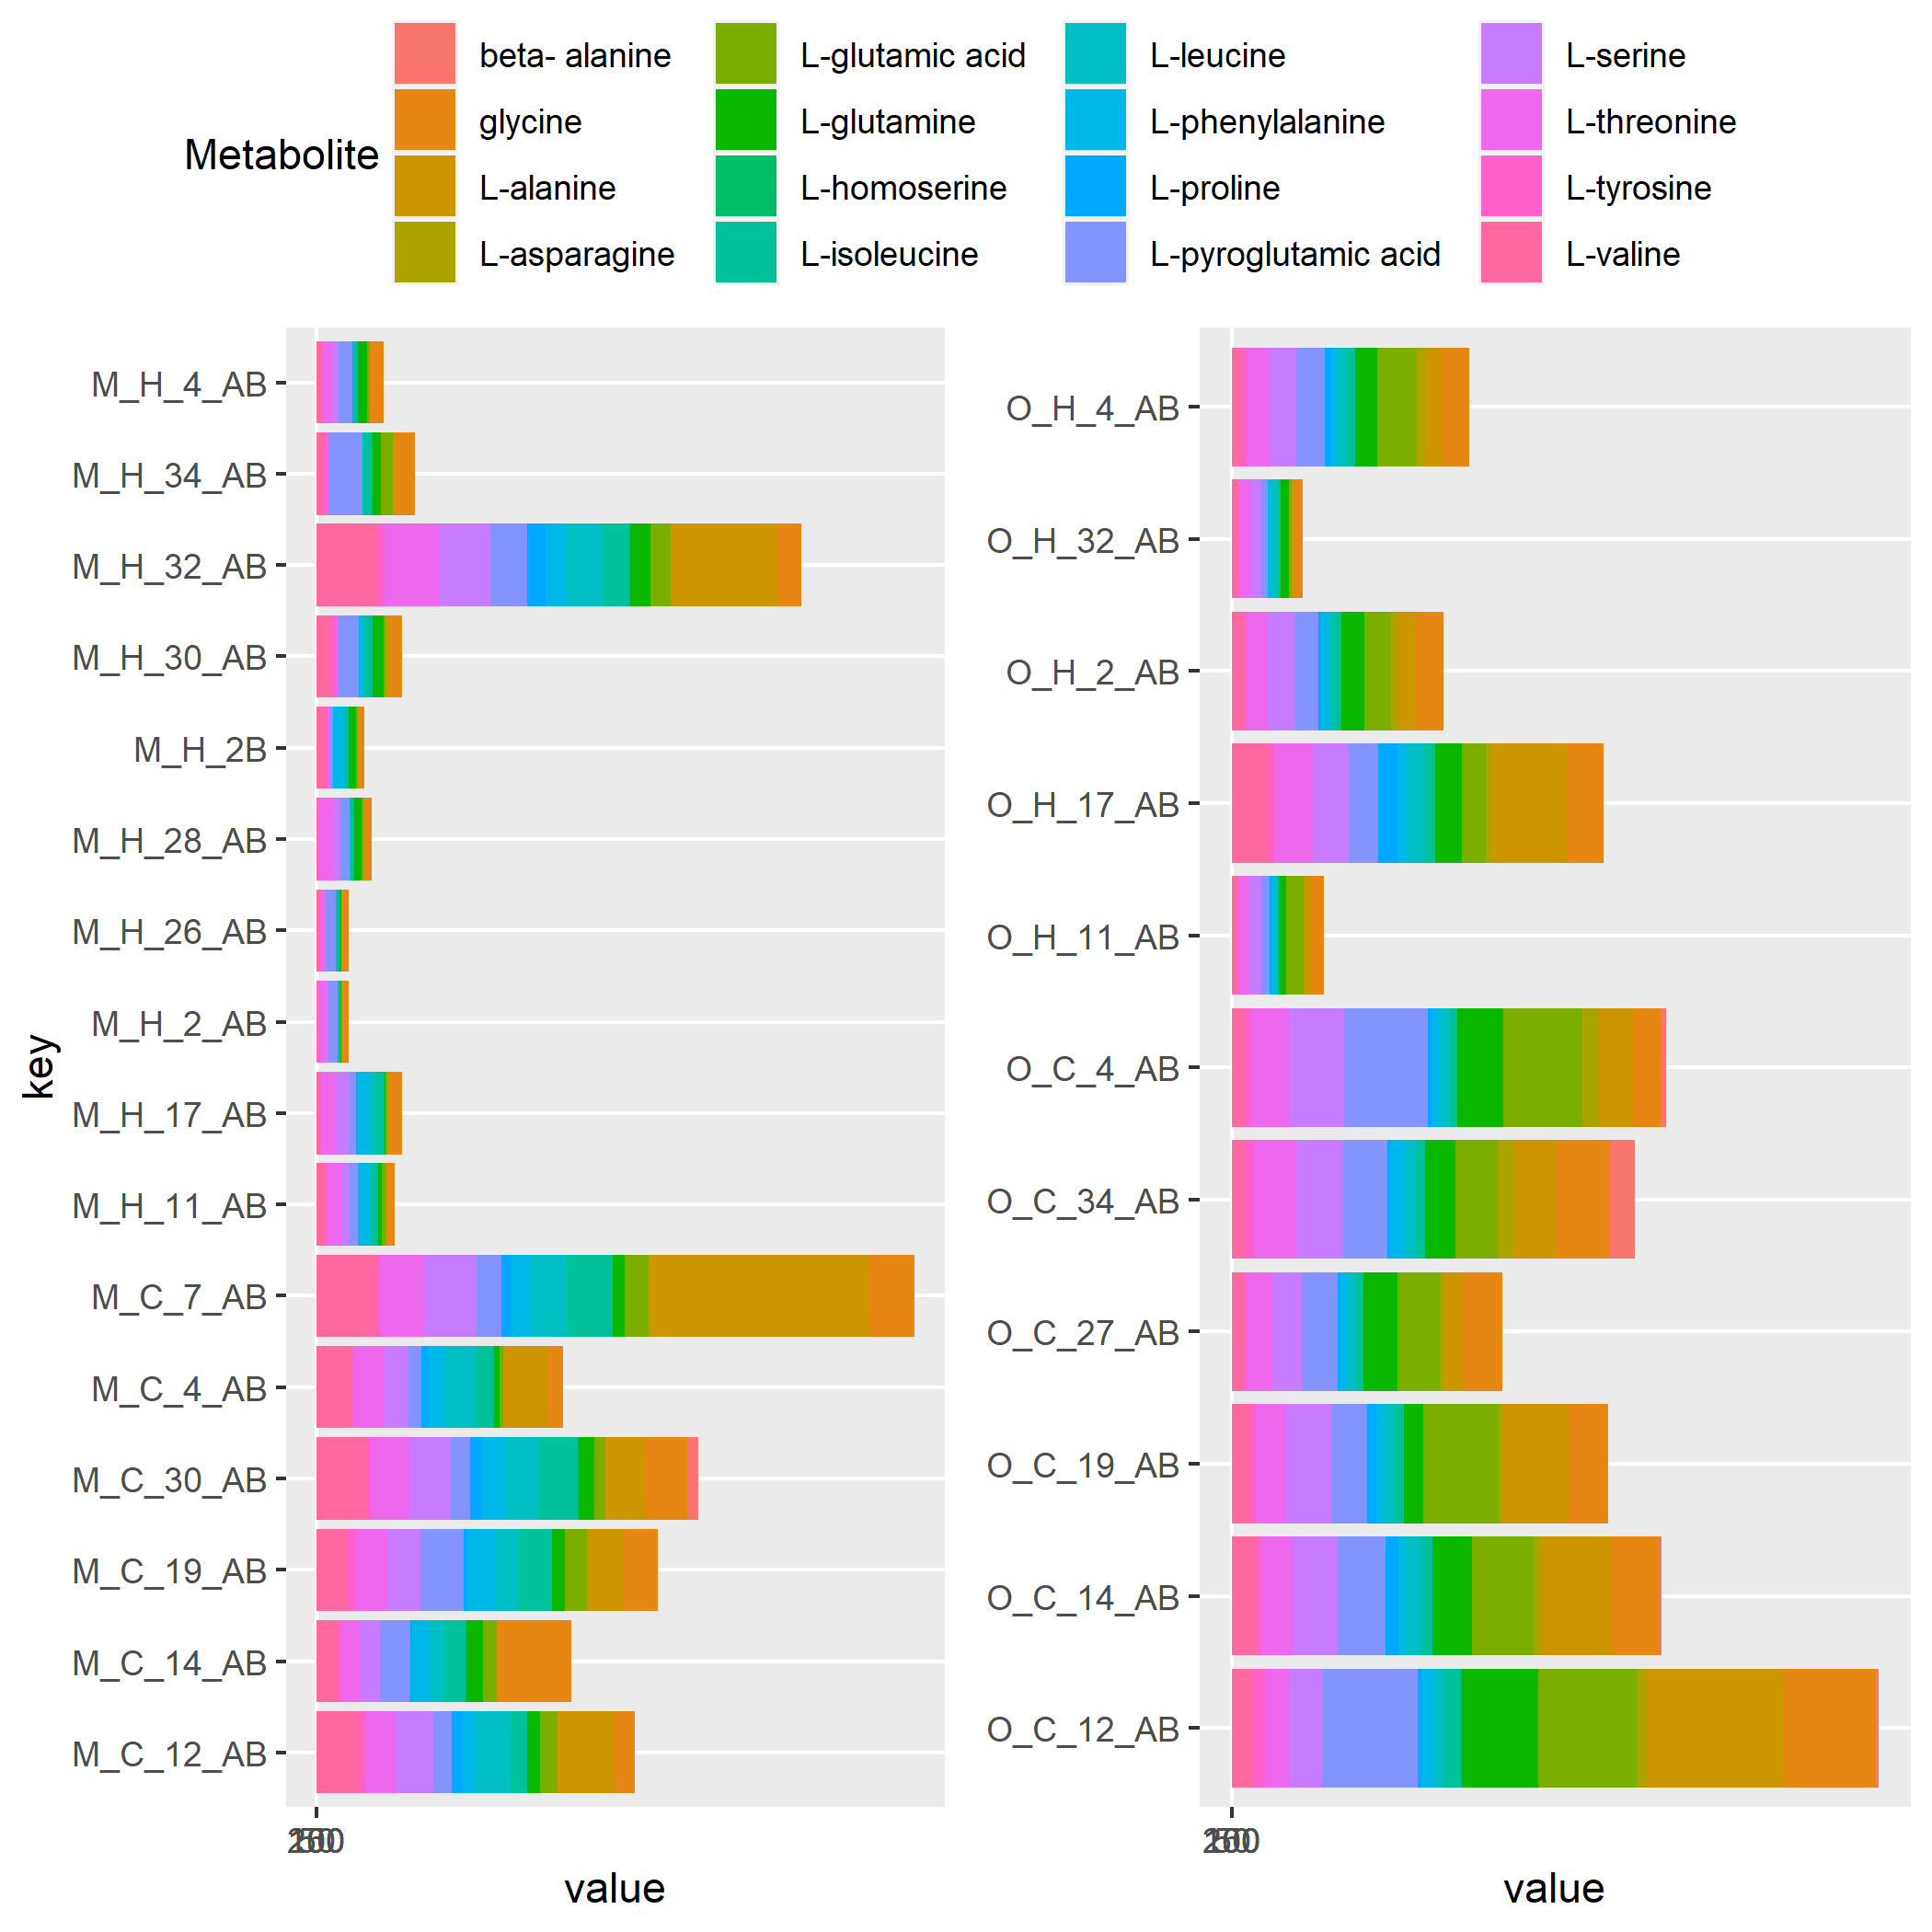 Metabolite
beta- alanine
glycine
L-alanine
L-asparagine
L-glutamic acid
L-glutamine
L-homoserine
L-isoleucine
L-leucine
L-phenylalanine
L-proline
L-pyroglutamic acid
L-serine
L-threonine
L-tyrosine
L-valine
key
M_H_4_AB
M_H_34_AB
M_H_32_AB
M_H_30_AB
M_H_2B
M_H_28_AB
M_H_26_AB
M_H_2_AB
M_H_17_AB
M_H_11_AB
M_C_7_AB
M_C_4_AB
M_C_30_AB
M_C_19_AB
M_C_14_AB
M_C_12_AB
value
O_H_4_AB
O_H_32_AB
O_H_2_AB
O_H_17_AB
O_H_11_AB
O_C_4_AB
O_C_34_AB
O_C_27_AB
O_C_19_AB
O_C_14_AB
O_C_12_AB
value